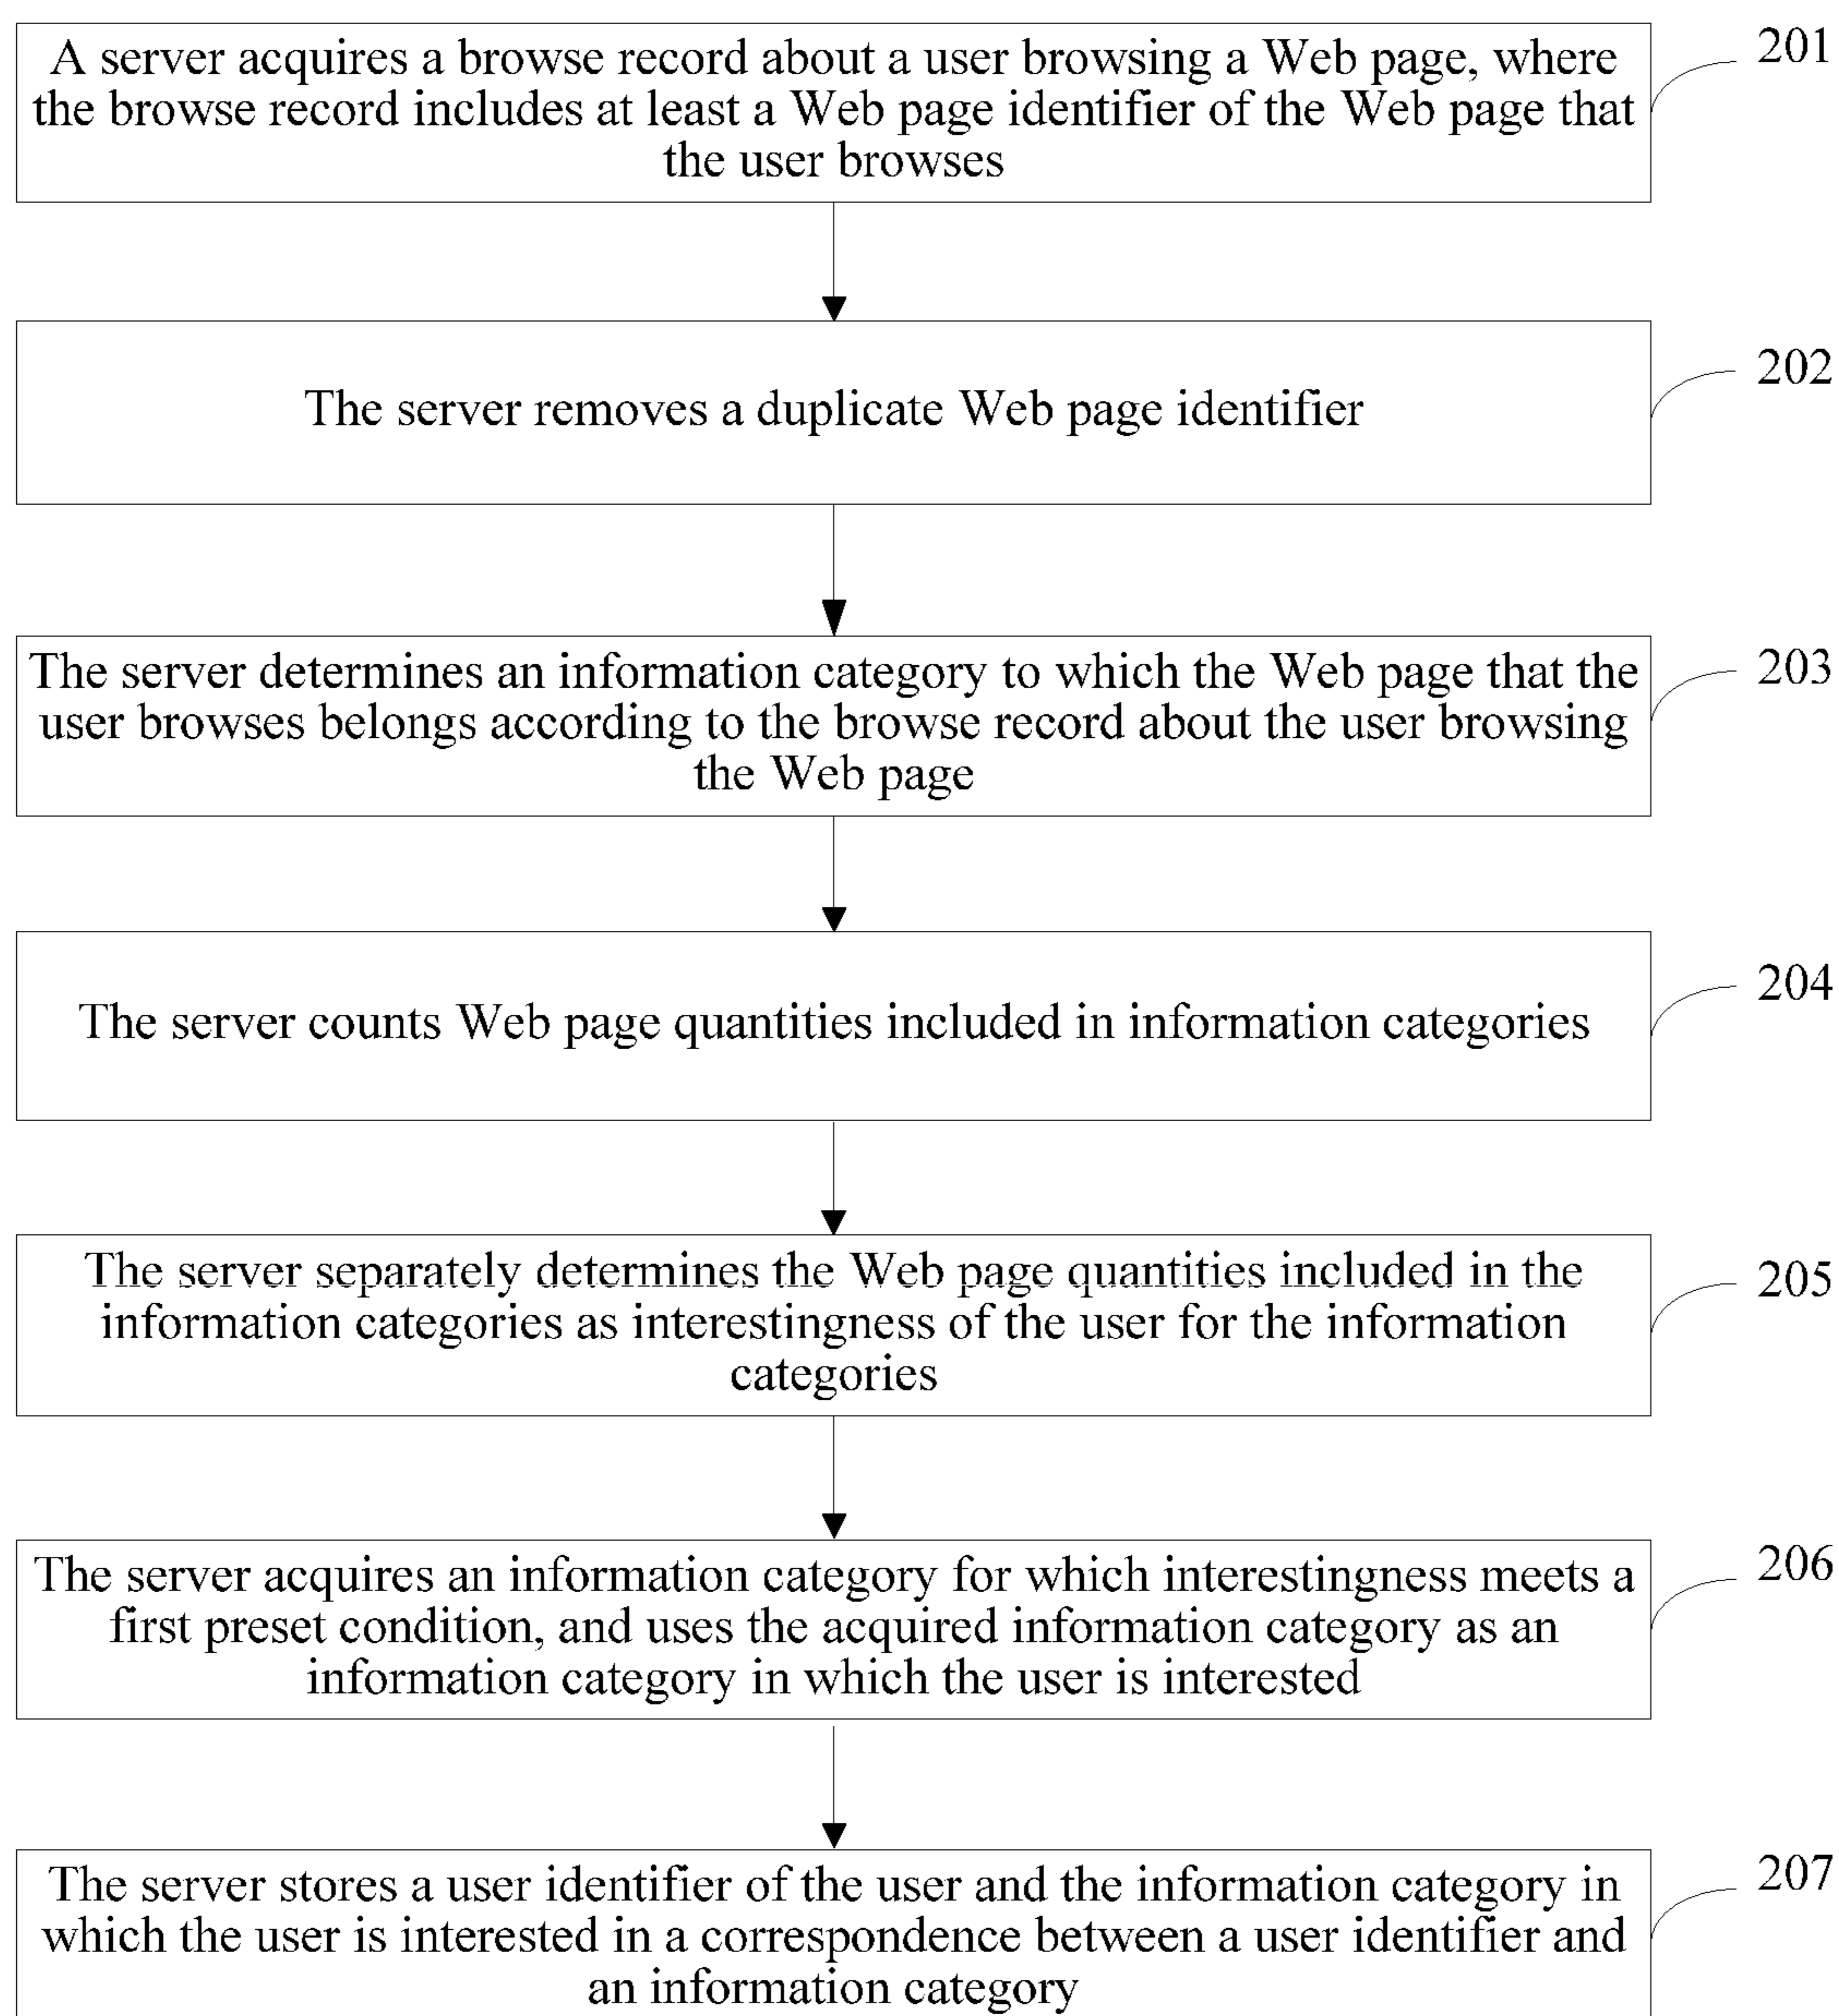 A server acquires a browse record about a user browsing a Web page, where
the browse record includes at least a Web page identifier of the Web page that
the user browses
201
The server removes a duplicate Web page identifier
202
The server determines an information category to which the Web page that the
user browses belongs according to the browse record about the user browsing
the Web page
203
The server counts Web page quantities included in information categories
204
The server separately determines the Web page quantities included in the
information categories as interestingness of the user for the information
categories
205
The server acquires an information category for which interestingness meets a
first preset condition, and uses the acquired information category as an
information category in which the user is interested
206
The server stores a user identifier of the user and the information category in
which the user is interested in a correspondence between a user identifier and
an information category
207